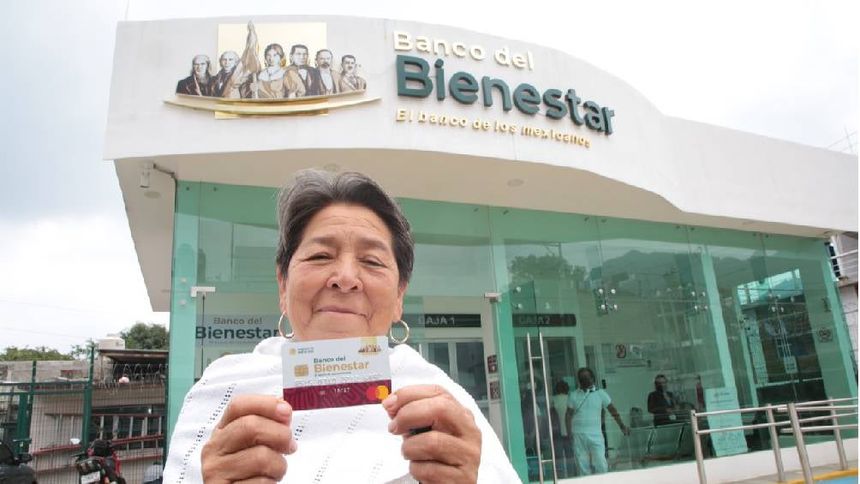 Banco del
Bienestar
El banco de los mexicanos
Banco del
Bienestar
CAJA 1
CAJA 2
Banco del
Bienestar